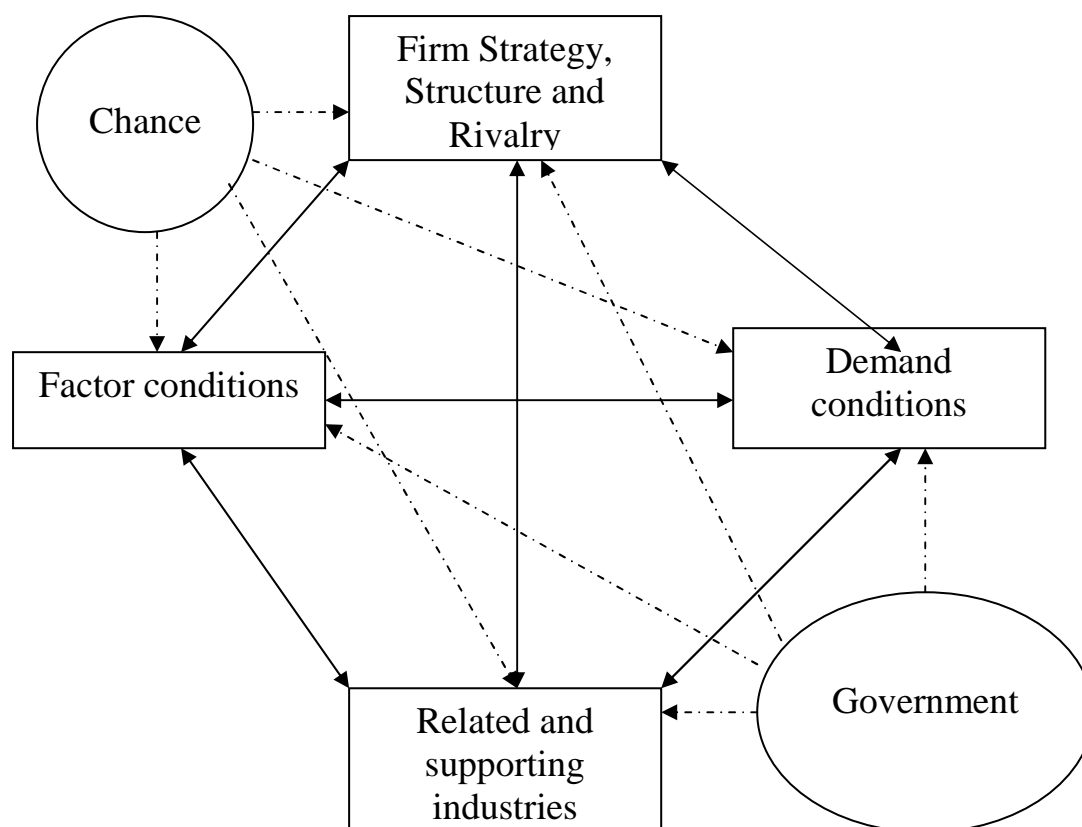 Firm Strategy,
Structure and
Rivalry
Chance
Factor conditions
Demand
conditions
Government
Related and
supporting
industries